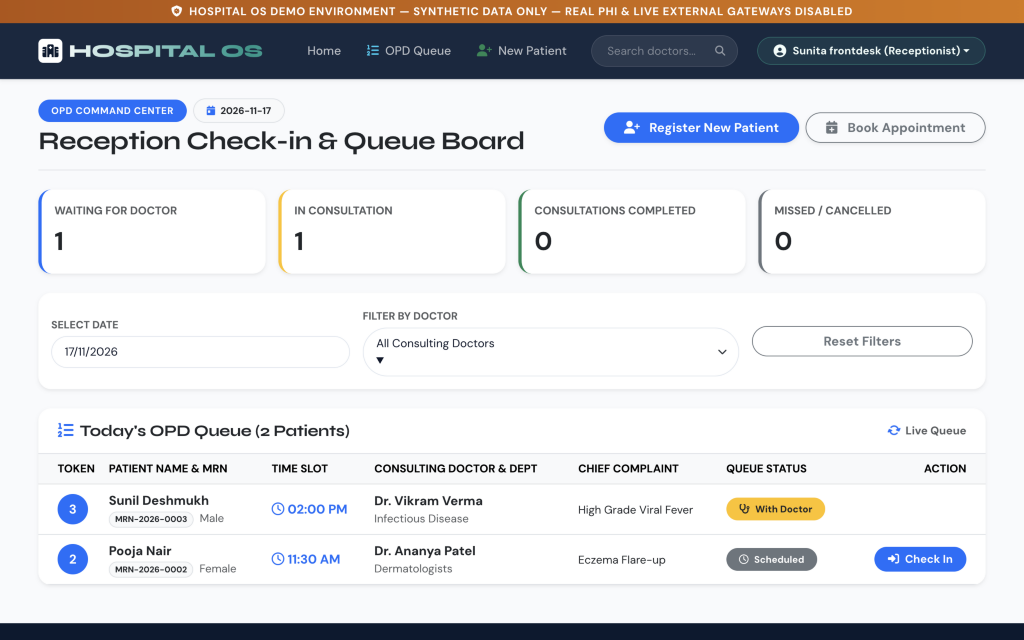 HOSPITAL OS DEMO ENVIRONMENT — SYNTHETIC DATA ONLY — REAL PHI & LIVE EXTERNAL GATEWAYS DISABLED
HOSPITAL OS
Home
OPD Queue
New Patient
Search doctors...
Sunita frontdesk (Receptionist)
OPD COMMAND CENTER
2026-11-17
Reception Check-in & Queue Board
Register New Patient
Book Appointment
WAITING FOR DOCTOR
1
IN CONSULTATION
1
CONSULTATIONS COMPLETED
0
MISSED / CANCELLED
0
SELECT DATE
17/11/2026
FILTER BY DOCTOR
All Consulting Doctors
Reset Filters
Today's OPD Queue (2 Patients)
Live Queue
TOKEN PATIENT NAME & MRN TIME SLOT CONSULTING DOCTOR & DEPT CHIEF COMPLAINT QUEUE STATUS ACTION
3
Sunil Deshmukh
MRN-2026-0003 Male
02:00 PM
Dr. Vikram Verma
Infectious Disease
High Grade Viral Fever
With Doctor
2
Pooja Nair
MRN-2026-0002 Female
11:30 AM
Dr. Ananya Patel
Dermatologists
Eczema Flare-up
Scheduled
Check In